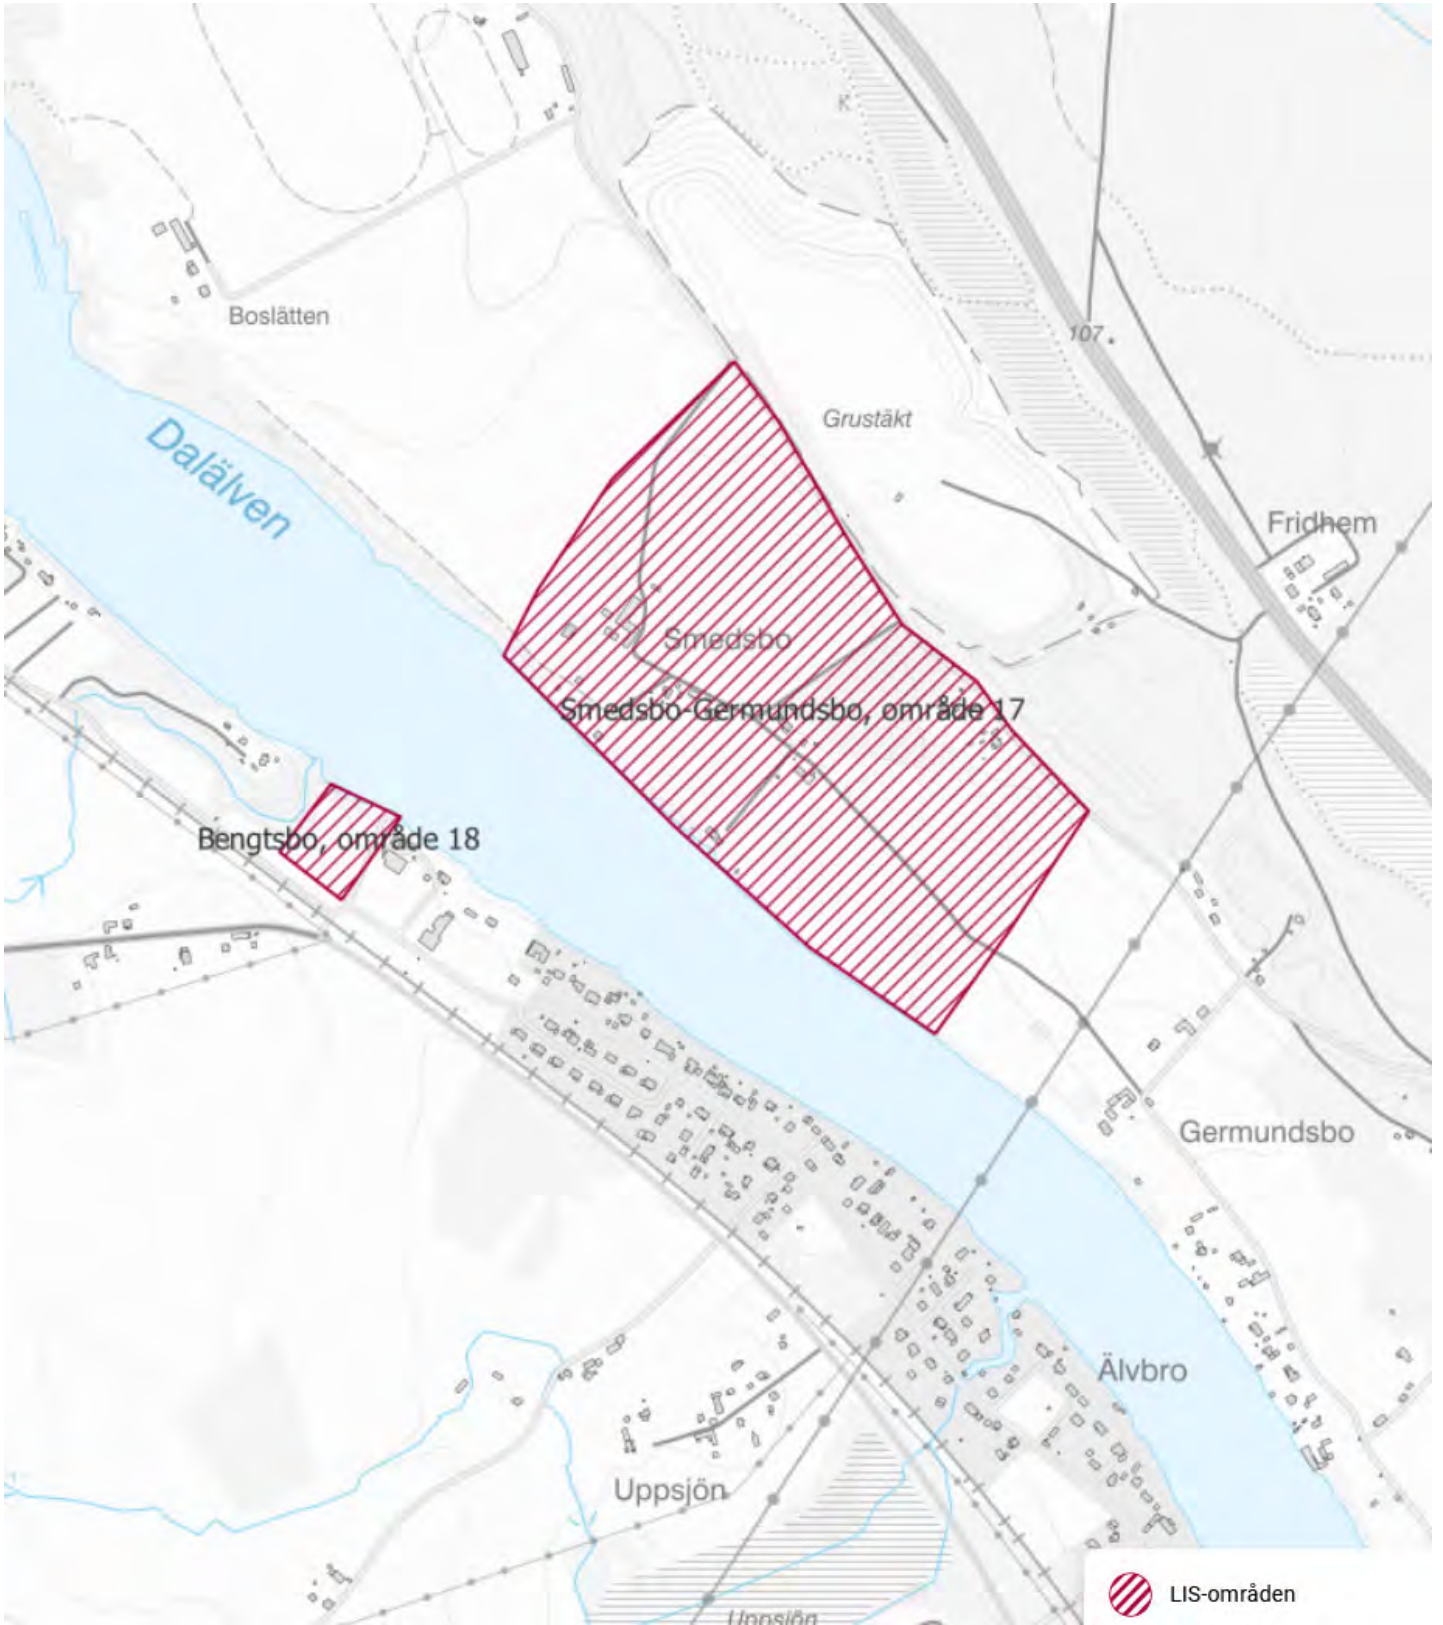 K
Boslätten
107
Grustäkt
Dalälven
Fridhem
Smedsbo
Smedsbo-Germundsbo, område 17
Bengtsbo, område 18
Germundsbo
Älvbro
Uppsjön
LIS-områden
Uppsjön